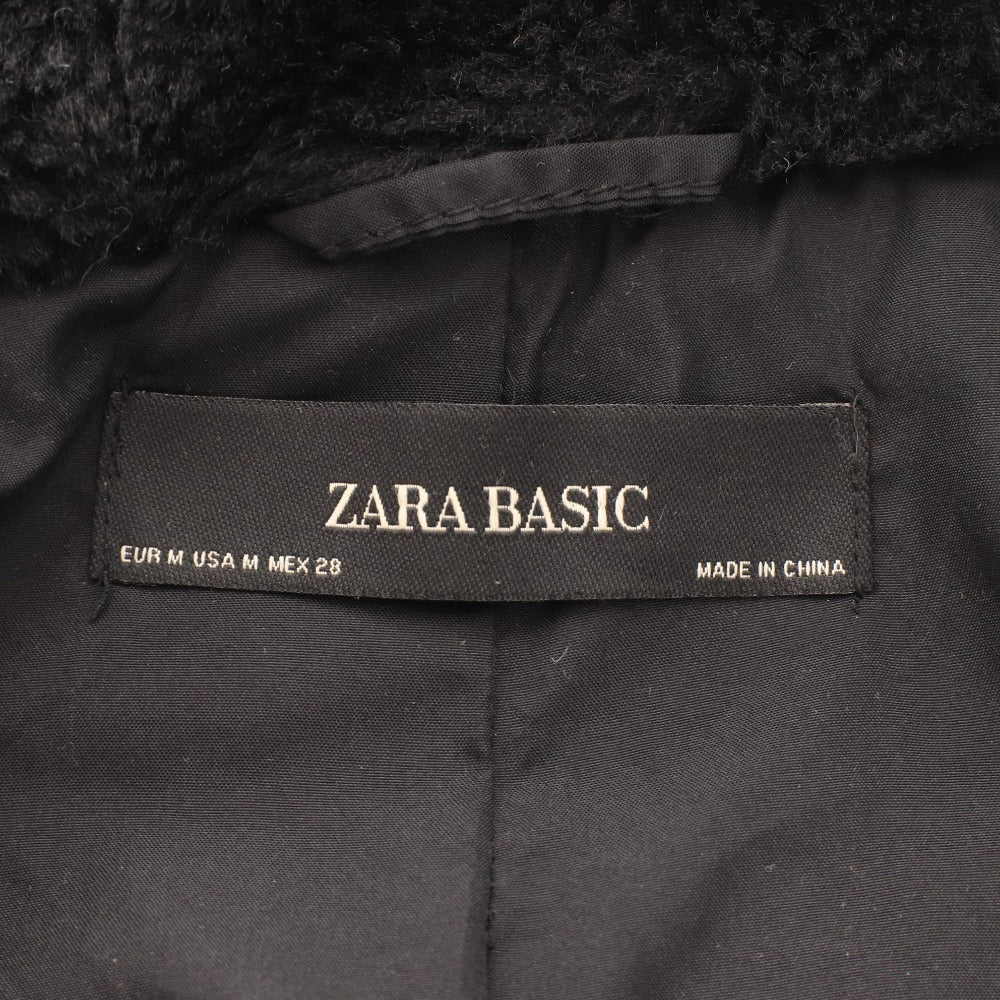 ZARA BASIC
EUR M USA M MEX 28
MADE IN CHINA